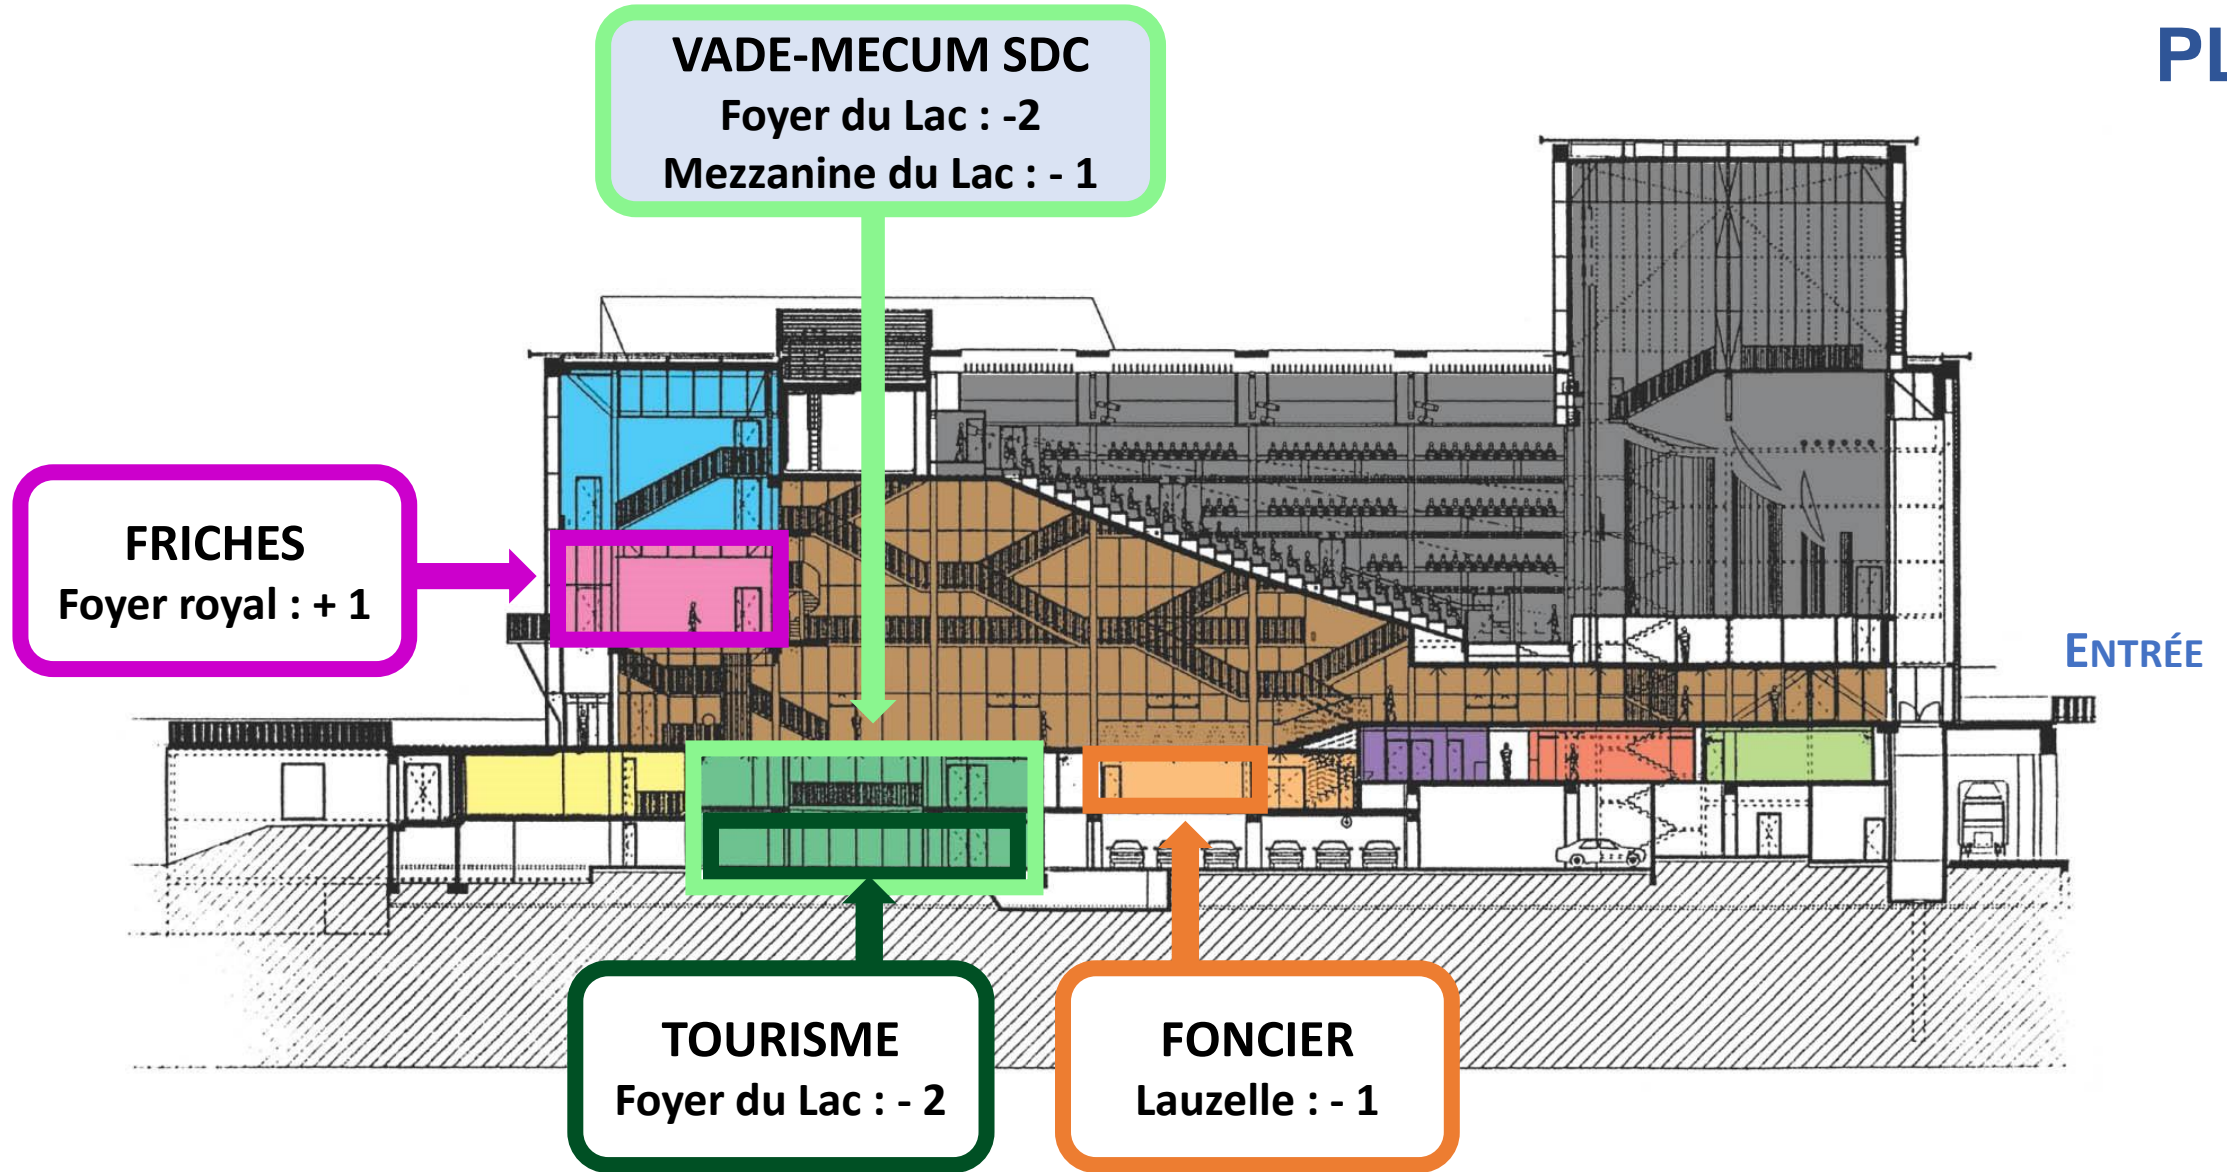 VADE-MECUM SDC
Foyer du Lac : -2
Mezzanine du Lac : - 1
PL
FRICHES
Foyer royal : + 1
ENTRÉE
TOURISME
Foyer du Lac : - 2
FONCIER
Lauzelle : - 1